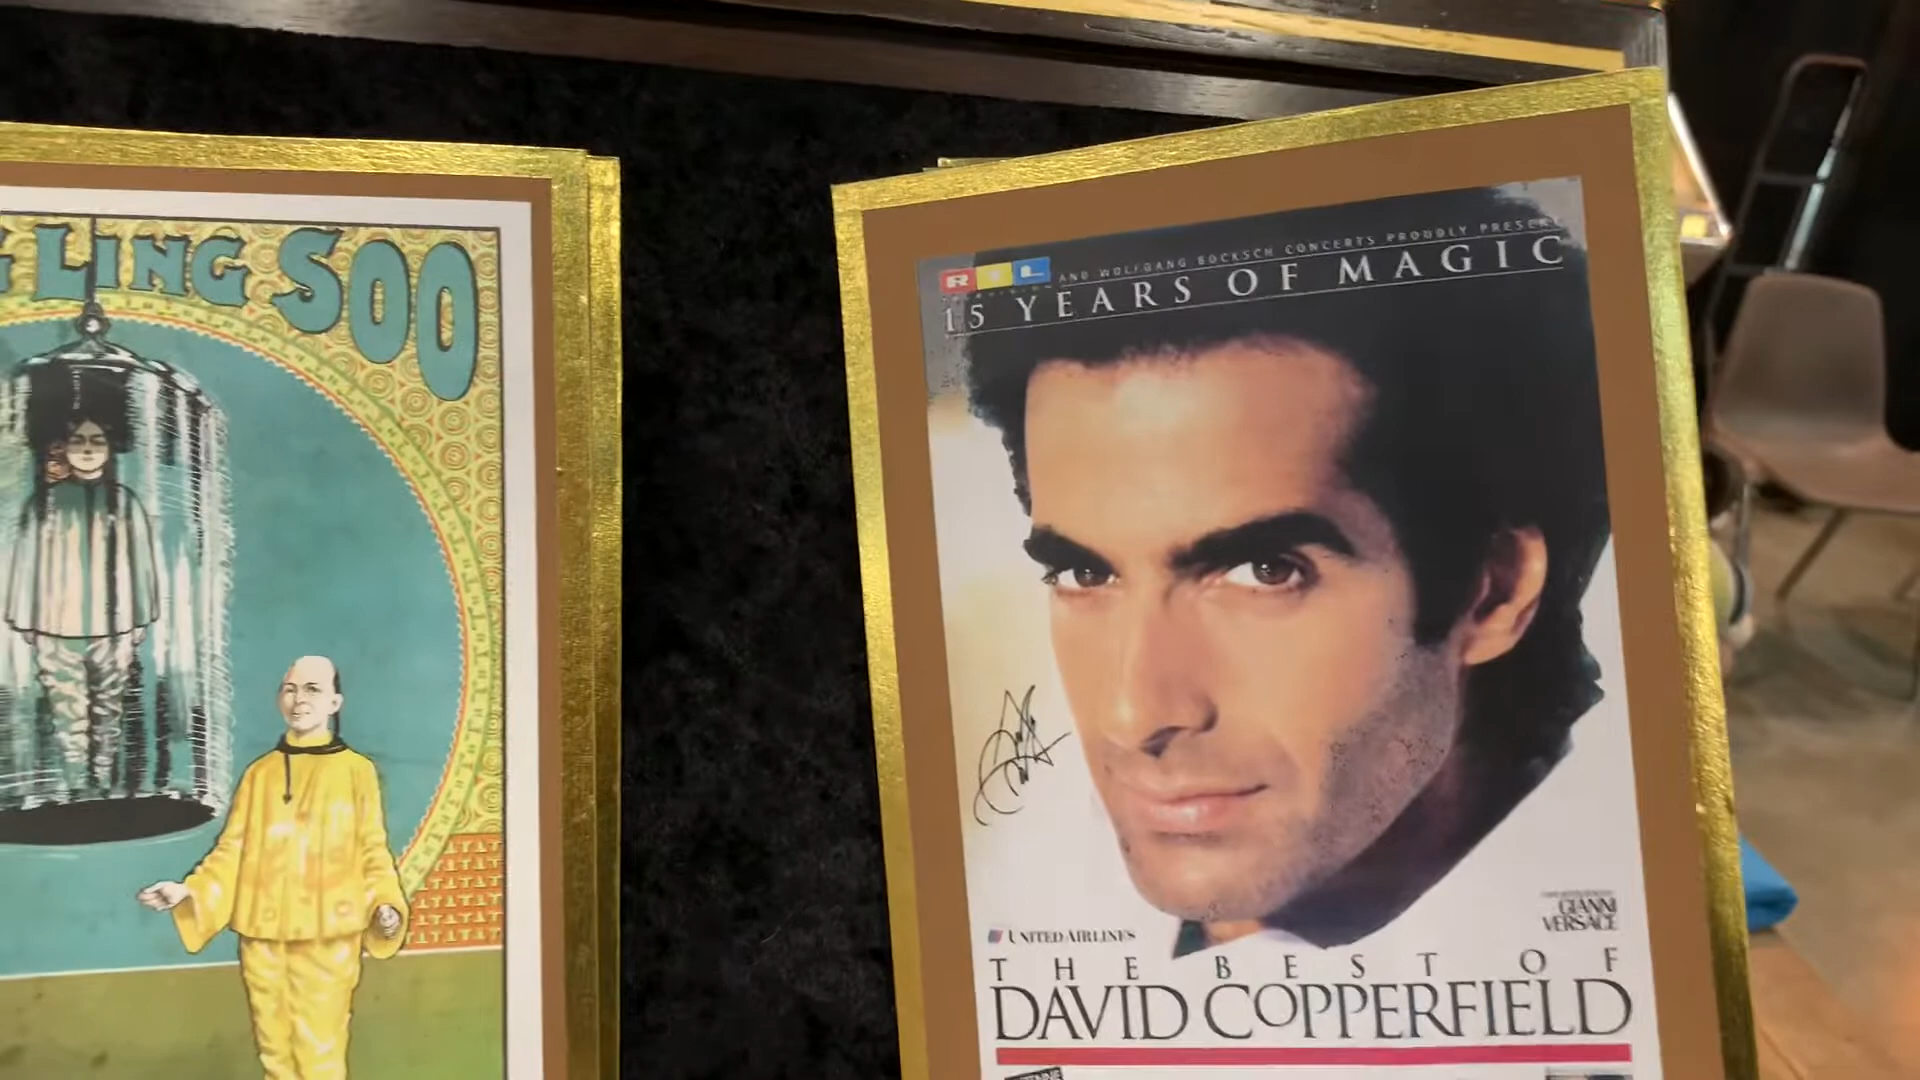 LING SOO
RTL AND WOLFGANG BOCKSCH CONCERTS PROUDLY PRESENT
15 YEARS OF MAGIC
UNITED AIRLINES
GIANNI
VERSACE
THE BEST OF
DAVID COPPERFIELD